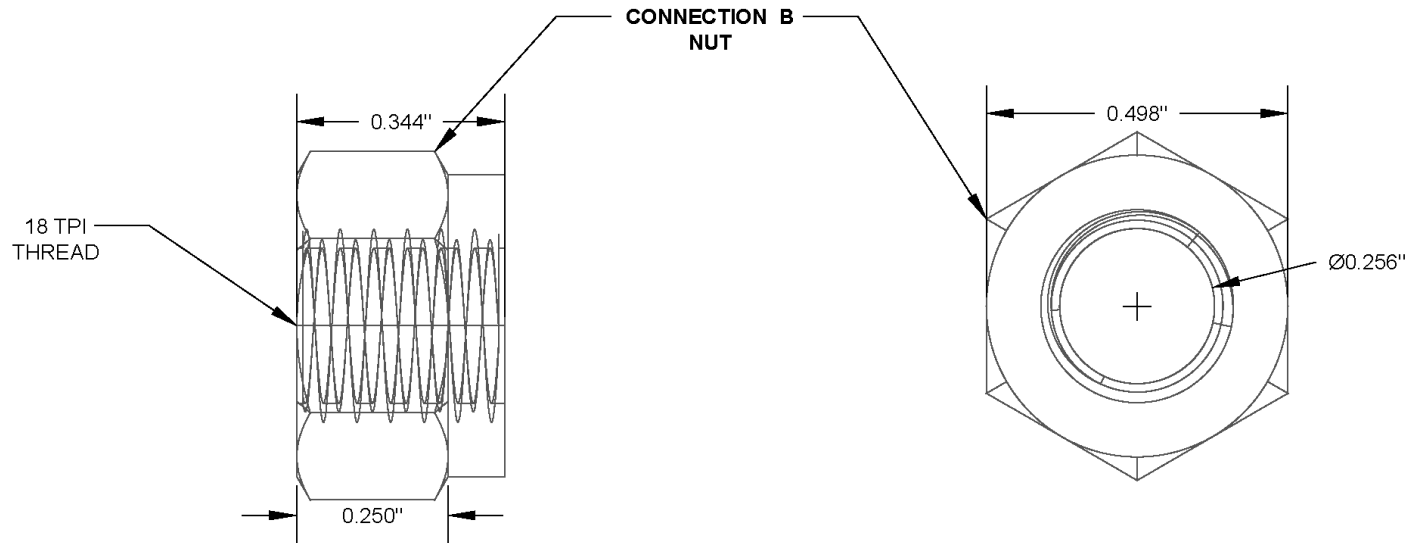 CONNECTION B
NUT
0.344"
0.498"
18 TPI
THREAD
Ø0.256"
0.250"